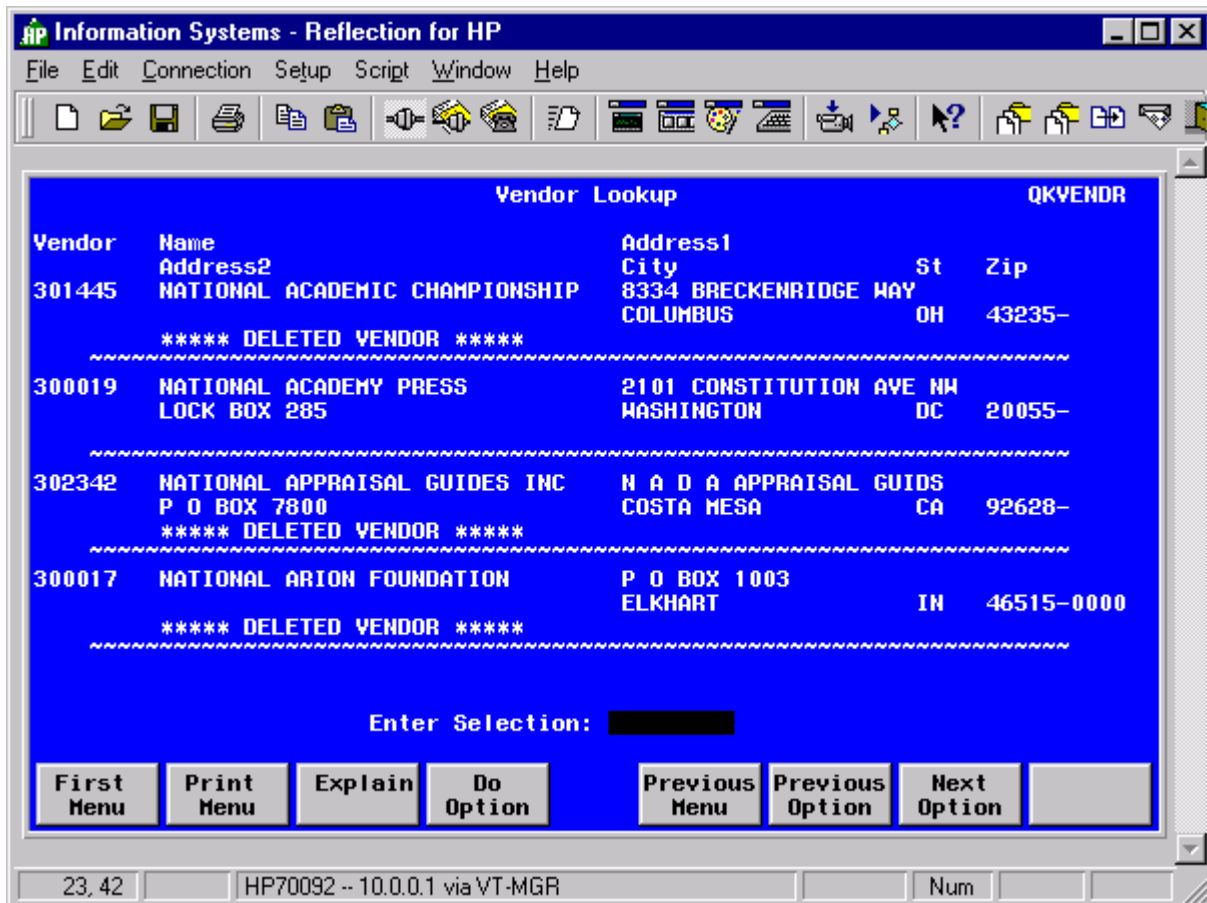 Information Systems - Reflection for HP
File Edit Connection Setup Script Window Help
Vendor Lookup QKVENDR
Vendor Name Address1
Address2 City St Zip
301445 NATIONAL ACADEMIC CHAMPIONSHIP 8334 BRECKENRIDGE WAY
COLUMBUS OH 43235-
***** DELETED VENDOR *****
~~~~~~~~~~~~~~~~~~~~~~~~~~~~~~~~~~~~~~~~~~~~~~~~~~~~~~~~~~~~~~~~~~~~~~
300019 NATIONAL ACADEMY PRESS 2101 CONSTITUTION AVE NW
LOCK BOX 285 WASHINGTON DC 20055-
~~~~~~~~~~~~~~~~~~~~~~~~~~~~~~~~~~~~~~~~~~~~~~~~~~~~~~~~~~~~~~~~~~~~~~
302342 NATIONAL APPRAISAL GUIDES INC N A D A APPRAISAL GUIDS
P O BOX 7800 COSTA MESA CA 92628-
***** DELETED VENDOR *****
~~~~~~~~~~~~~~~~~~~~~~~~~~~~~~~~~~~~~~~~~~~~~~~~~~~~~~~~~~~~~~~~~~~~~~
300017 NATIONAL ARION FOUNDATION P O BOX 1003
ELKHART IN 46515-0000
***** DELETED VENDOR *****
~~~~~~~~~~~~~~~~~~~~~~~~~~~~~~~~~~~~~~~~~~~~~~~~~~~~~~~~~~~~~~~~~~~~~~
Enter Selection:
First Print Explain Do Previous Previous Next
Menu Menu Option Menu Option Option
23, 42 HP70092 -- 10.0.0.1 via VT-MGR Num